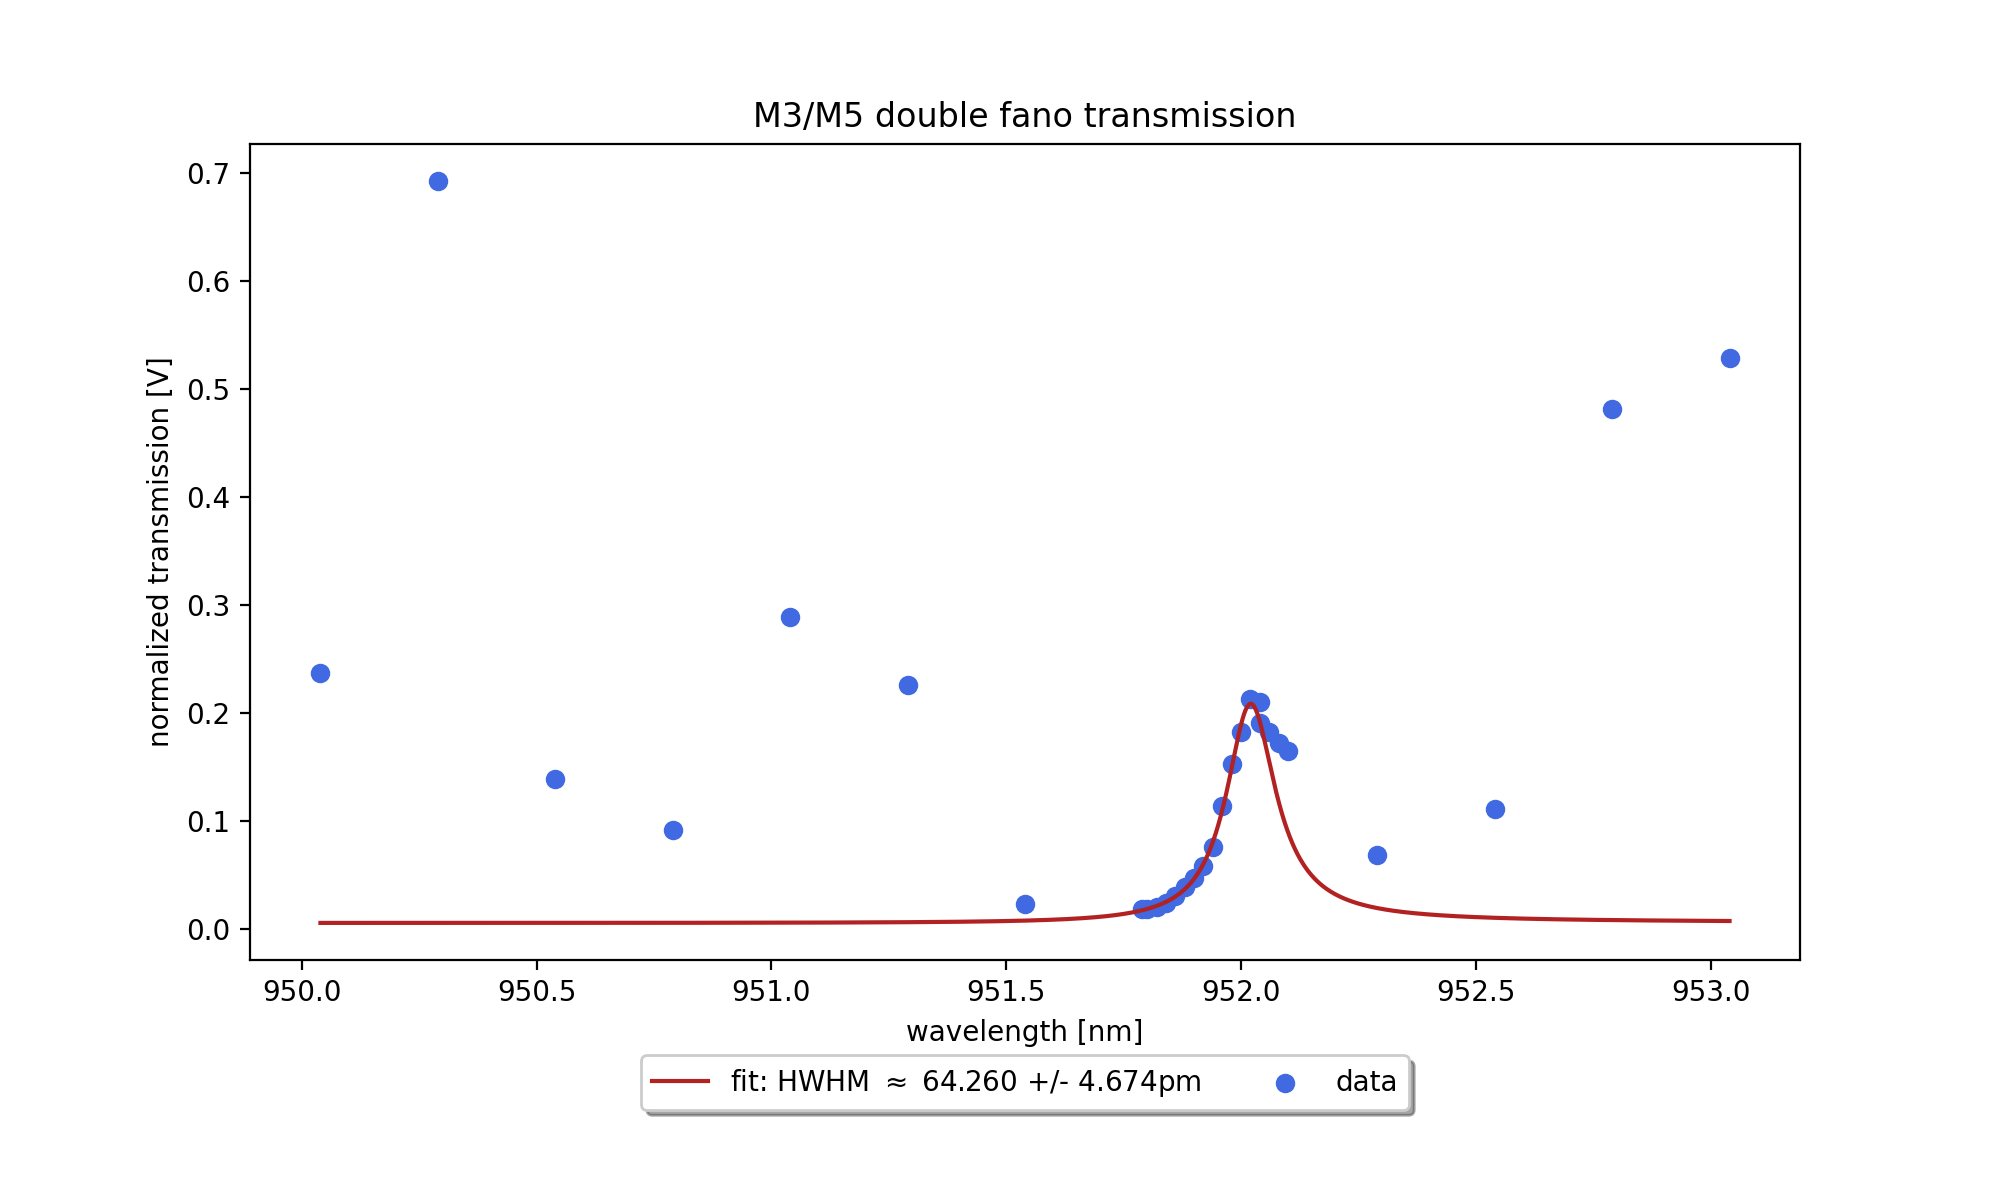 M3/M5 double fano transmission
normalized transmission [V]
0.7
0.6
0.5
0.4
0.3
0.2
0.1
0.0
950.0 950.5 951.0 951.5 952.0 952.5 953.0
wavelength [nm]
fit: HWHM ≈ 64.260 +/- 4.674pm data